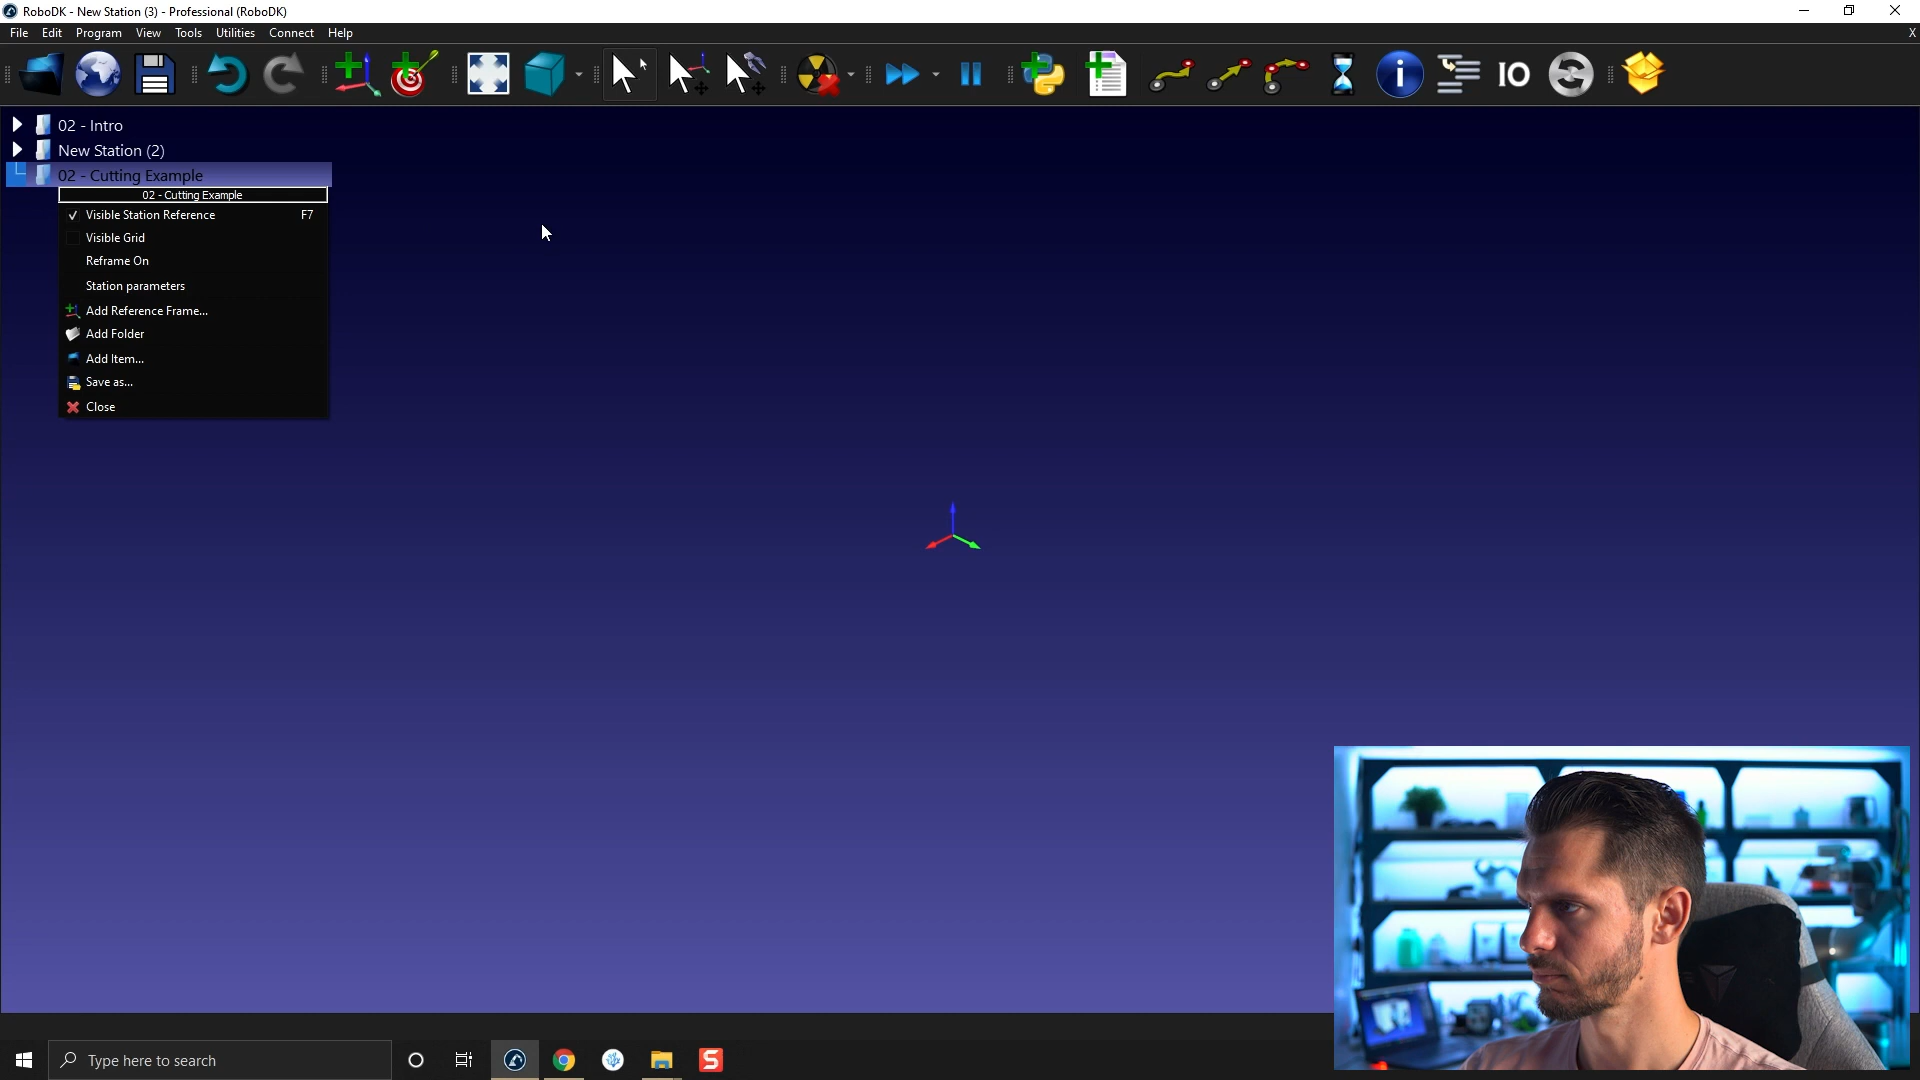 RoboDK - New Station (3) - Professional (RoboDK)
File Edit Program View Tools Utilities Connect Help X
IO
02 - Intro
New Station (2)
02 - Cutting Example
02 - Cutting Example
Visible Station Reference F7
Visible Grid
Reframe On
Station parameters
Add Reference Frame...
Add Folder
Add Item...
Save as...
Close
Type here to search